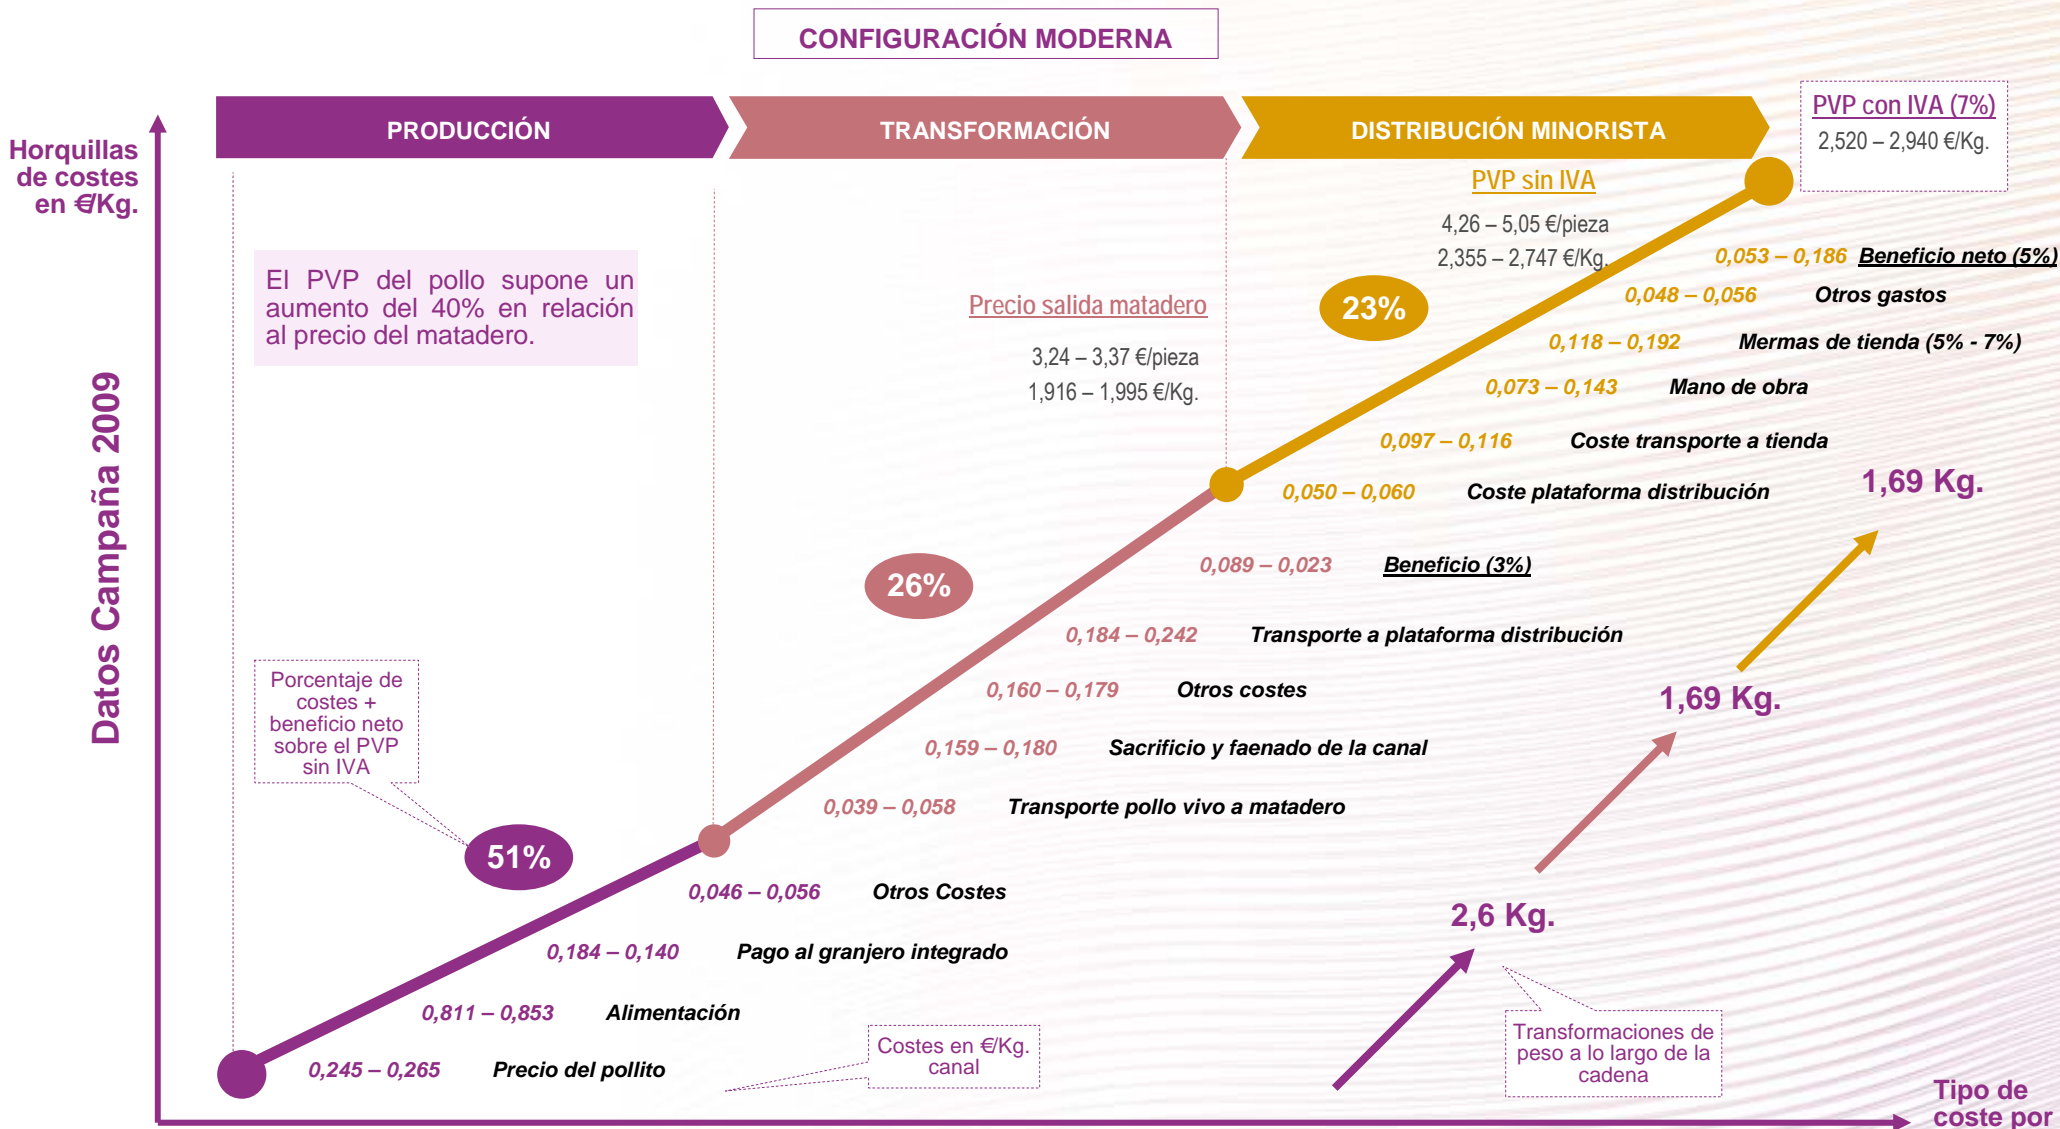 CONFIGURACIÓN MODERNA
PRODUCCIÓN
TRANSFORMACIÓN
DISTRIBUCIÓN MINORISTA
PVP con IVA (7%)
2,520 – 2,940 €/Kg.
Horquillas
de costes
en €/Kg.
Datos Campaña 2009
El PVP del pollo supone un
aumento del 40% en relación
al precio del matadero.
PVP sin IVA
4,26 – 5,05 €/pieza
2,355 – 2,747 €/Kg.
Precio salida matadero
3,24 – 3,37 €/pieza
1,916 – 1,995 €/Kg.
23%
0,053 – 0,186 Beneficio neto (5%)
0,048 – 0,056 Otros gastos
0,118 – 0,192 Mermas de tienda (5% - 7%)
0,073 – 0,143 Mano de obra
0,097 – 0,116 Coste transporte a tienda
0,050 – 0,060 Coste plataforma distribución
1,69 Kg.
26%
0,089 – 0,023 Beneficio (3%)
0,184 – 0,242 Transporte a plataforma distribución
0,160 – 0,179 Otros costes
1,69 Kg.
0,159 – 0,180 Sacrificio y faenado de la canal
0,039 – 0,058 Transporte pollo vivo a matadero
Porcentaje de
costes +
beneficio neto
sobre el PVP
sin IVA
51%
0,046 – 0,056 Otros Costes
2,6 Kg.
0,184 – 0,140 Pago al granjero integrado
0,811 – 0,853 Alimentación
0,245 – 0,265 Precio del pollito
Costes en €/Kg.
canal
Transformaciones de
peso a lo largo de la
cadena
Tipo de
coste por